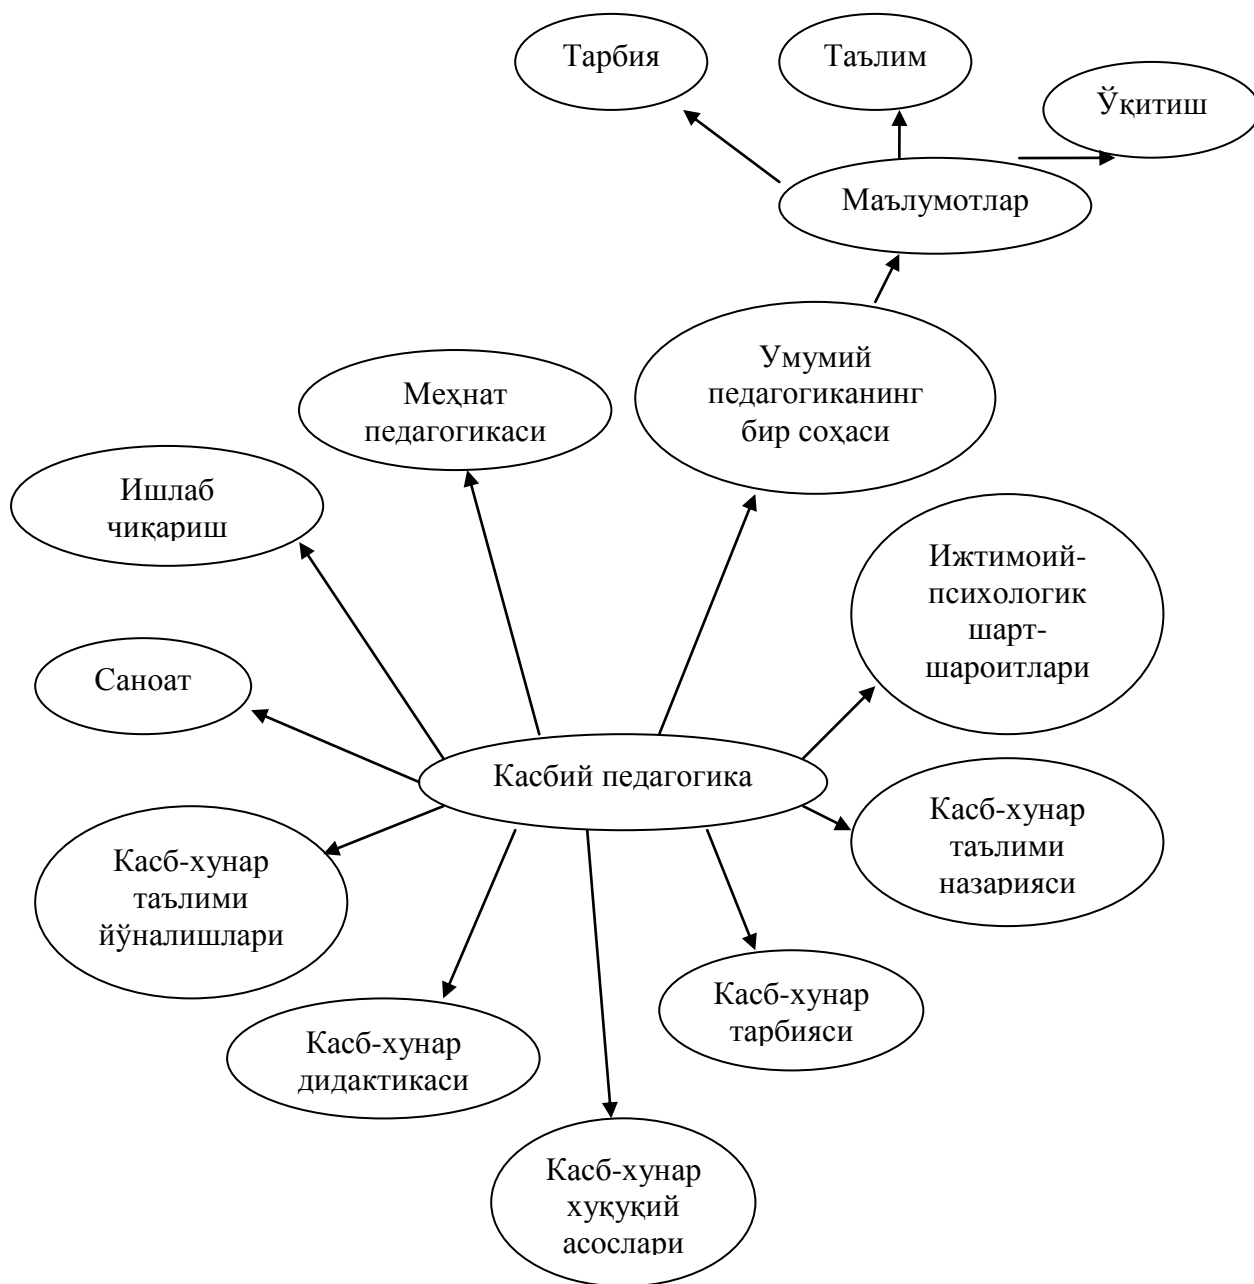 Тарбия
Таълим
Ўқитиш
Маълумотлар
Умумий
педагогиканинг
бир соҳаси
Меҳнат
педагогикаси
Ишлаб
чиқариш
Ижтимоий-
психологик
шарт-
шароитлари
Саноат
Касбий педагогика
Касб-хунар
таълими
назарияси
Касб-хунар
таълими
йўналишлари
Касб-хунар
тарбияси
Касб-хунар
дидактикаси
Касб-хунар
хуқуқий
асослари